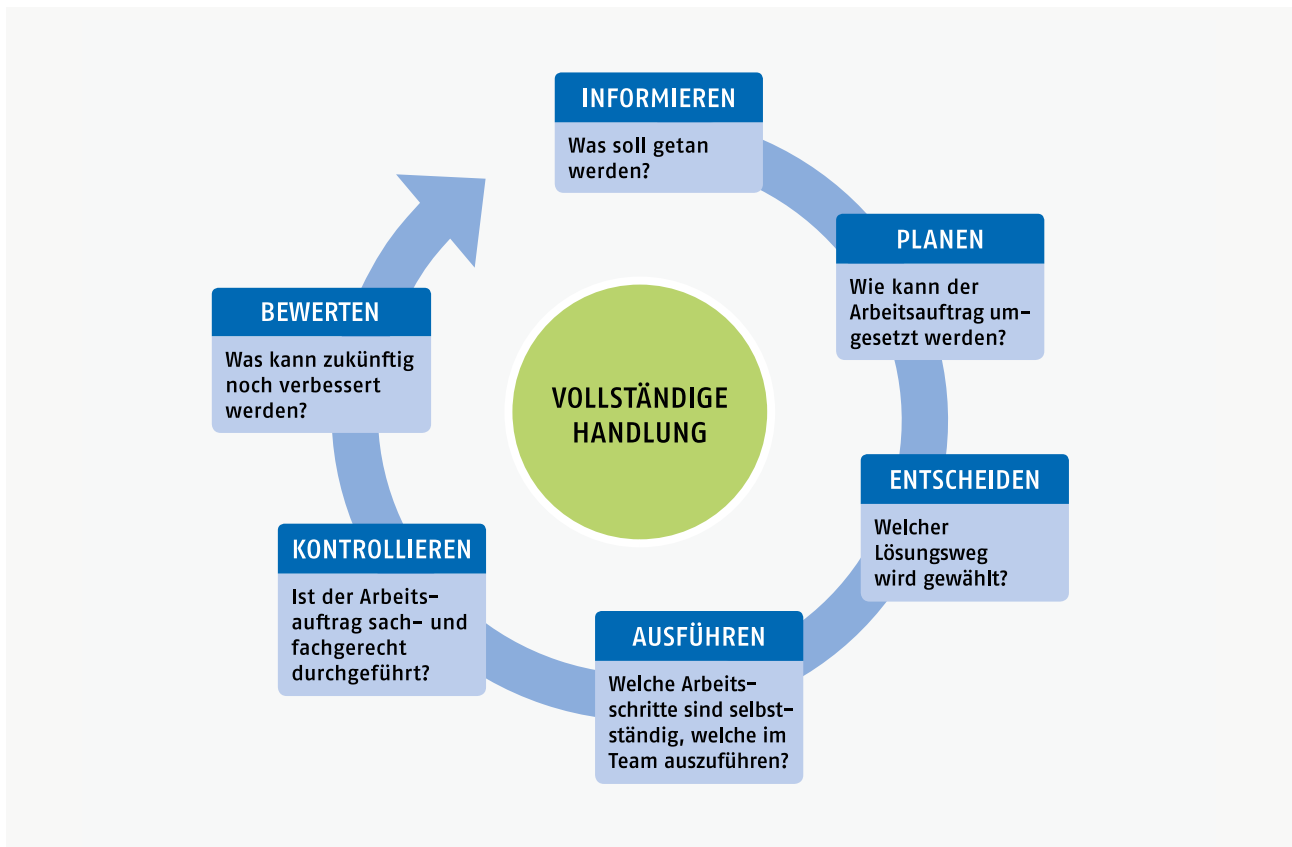 INFORMIEREN
Was soll getan
werden?
PLANEN
Wie kann der
Arbeitsauftrag um-
gesetzt werden?
ENTSCHEIDEN
Welcher
Lösungsweg
wird gewählt?
AUSFÜHREN
Welche Arbeits-
schritte sind selbst-
ständig, welche im
Team auszuführen?
KONTROLLIEREN
Ist der Arbeits-
auftrag sach- und
fachgerecht
durchgeführt?
BEWERTEN
Was kann zukünftig
noch verbessert
werden?
VOLLSTÄNDIGE
HANDLUNG